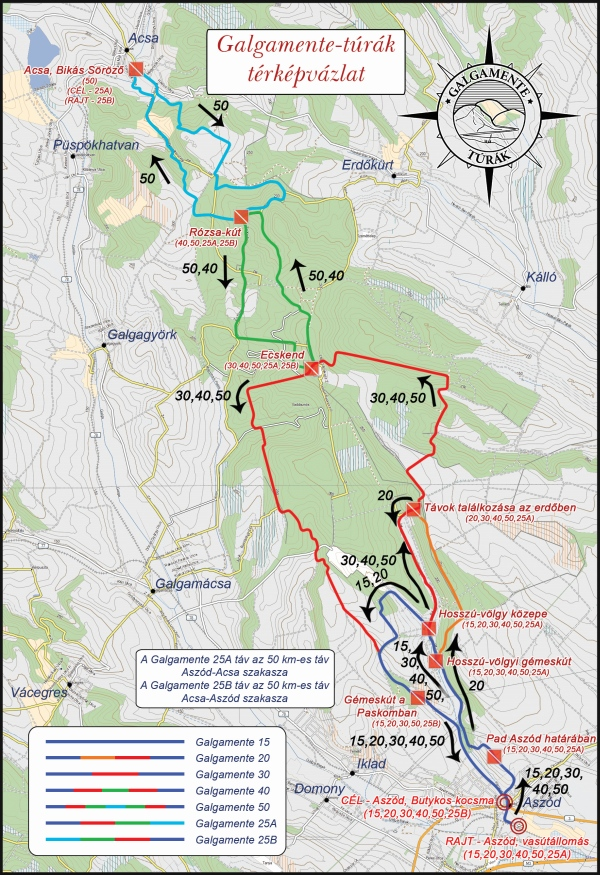 Galgamente-túrák
térképvázlat
GALGAMENTE
TÚRÁK
Acsa
Acsa, Bikás Söröző
(50)
(CÉL - 25A)
(RAJT - 25B)
50
Püspökhatvan
50
Erdőkürt
Rózsa-kút
(40,50,25A,25B)
50,40
50,40
Kálló
Galgagyörk
Ecskend
(30,40,50,25A,25B)
30,40,50
30,40,50
20
Távok találkozása az erdőben
(20,30,40,50,25A)
30,40,50
15,20
Galgamácsa
Hosszú-völgy közepe
(15,20,30,40,50,25A)
15,
30,
40,
50,
Hosszú-völgyi gémeskút
(15,20,30,40,50,25A)
20
A Galgamente 25A táv az 50 km-es táv
Aszód-Acsa szakasza
A Galgamente 25B táv az 50 km-es táv
Acsa-Aszód szakasza
Vácegres
Gémeskút a
Paskomban
(15,20,30,50,25B)
15,20,30,40,50
Pad Aszód határában
(15,20,30,40,50,25A)
Iklad
Domony
15,20,30,
40,50
CÉL - Aszód, Butykos kocsma
(15,20,30,40,50,25B)
Aszód
RAJT - Aszód, vasútállomás
(15,20,30,40,50,25A)
Galgamente 15
Galgamente 20
Galgamente 30
Galgamente 40
Galgamente 50
Galgamente 25A
Galgamente 25B